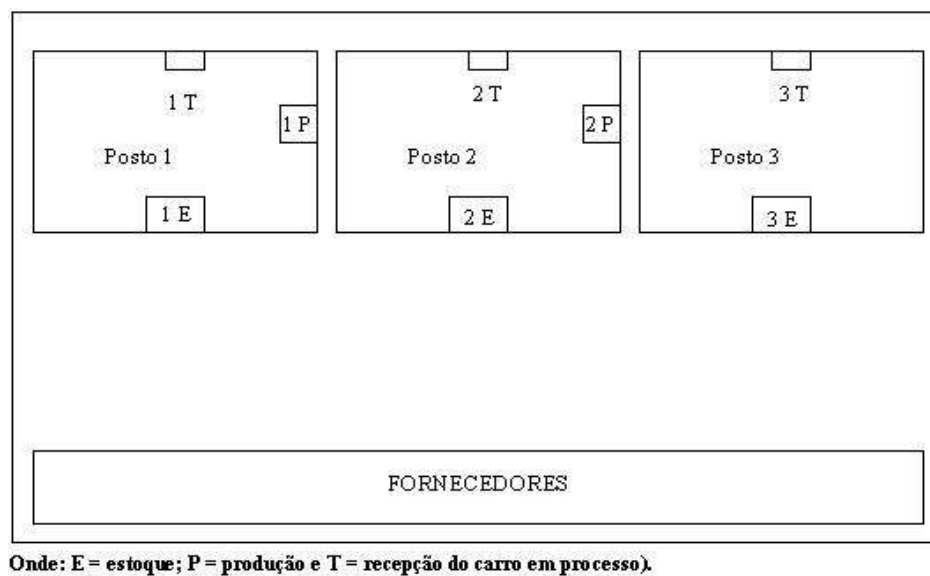 1 T
2 T
3 T
1 P
2 P
Posto 1
Posto 2
Posto 3
1 E
2 E
3 E
FORNECEDORES
Onde: E = estoque; P = produção e T = recepção do carro em processo).